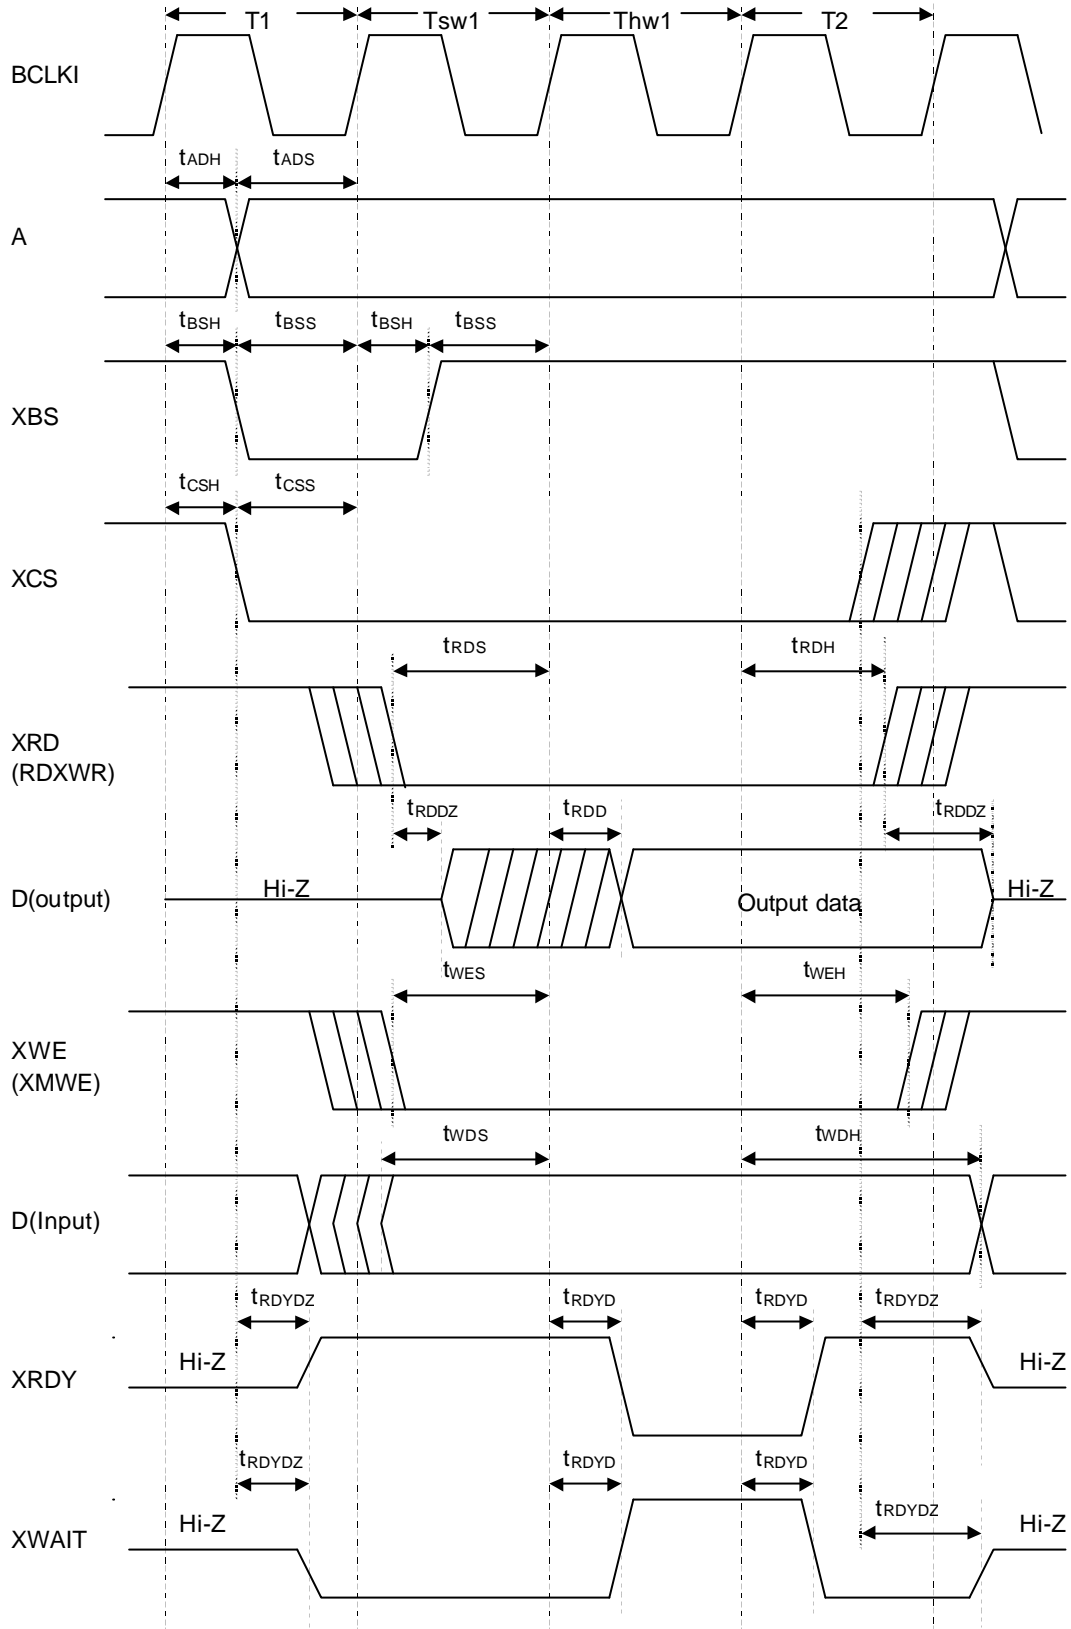 T1 Tsw1 Thw1 T2
BCLKI
tADH tADS
A
tBSH tBSS tBSH tBSS
XBS
tCSH tCSS
XCS
tRDS tRDH
XRD
(RDXWR)
tRDDZ tRDD tRDDZ
D(output) Hi-Z Output data Hi-Z
tWES tWEH
XWE
(XMWE)
tWDS tWDH
D(Input)
tRDYDZ tRDYD tRDYD tRDYDZ
Hi-Z Hi-Z
XRDY
tRDYDZ tRDYD tRDYD
tRDYDZ
Hi-Z Hi-Z
XWAIT